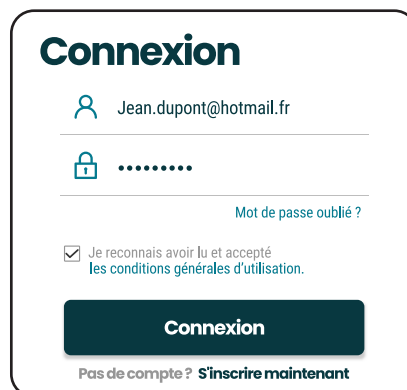 Connexion
Jean.dupont@hotmail.fr
•••••••••
Mot de passe oublié ?
Je reconnais avoir lu et accepté
les conditions générales d'utilisation.
Connexion
Pas de compte ? S'inscrire maintenant